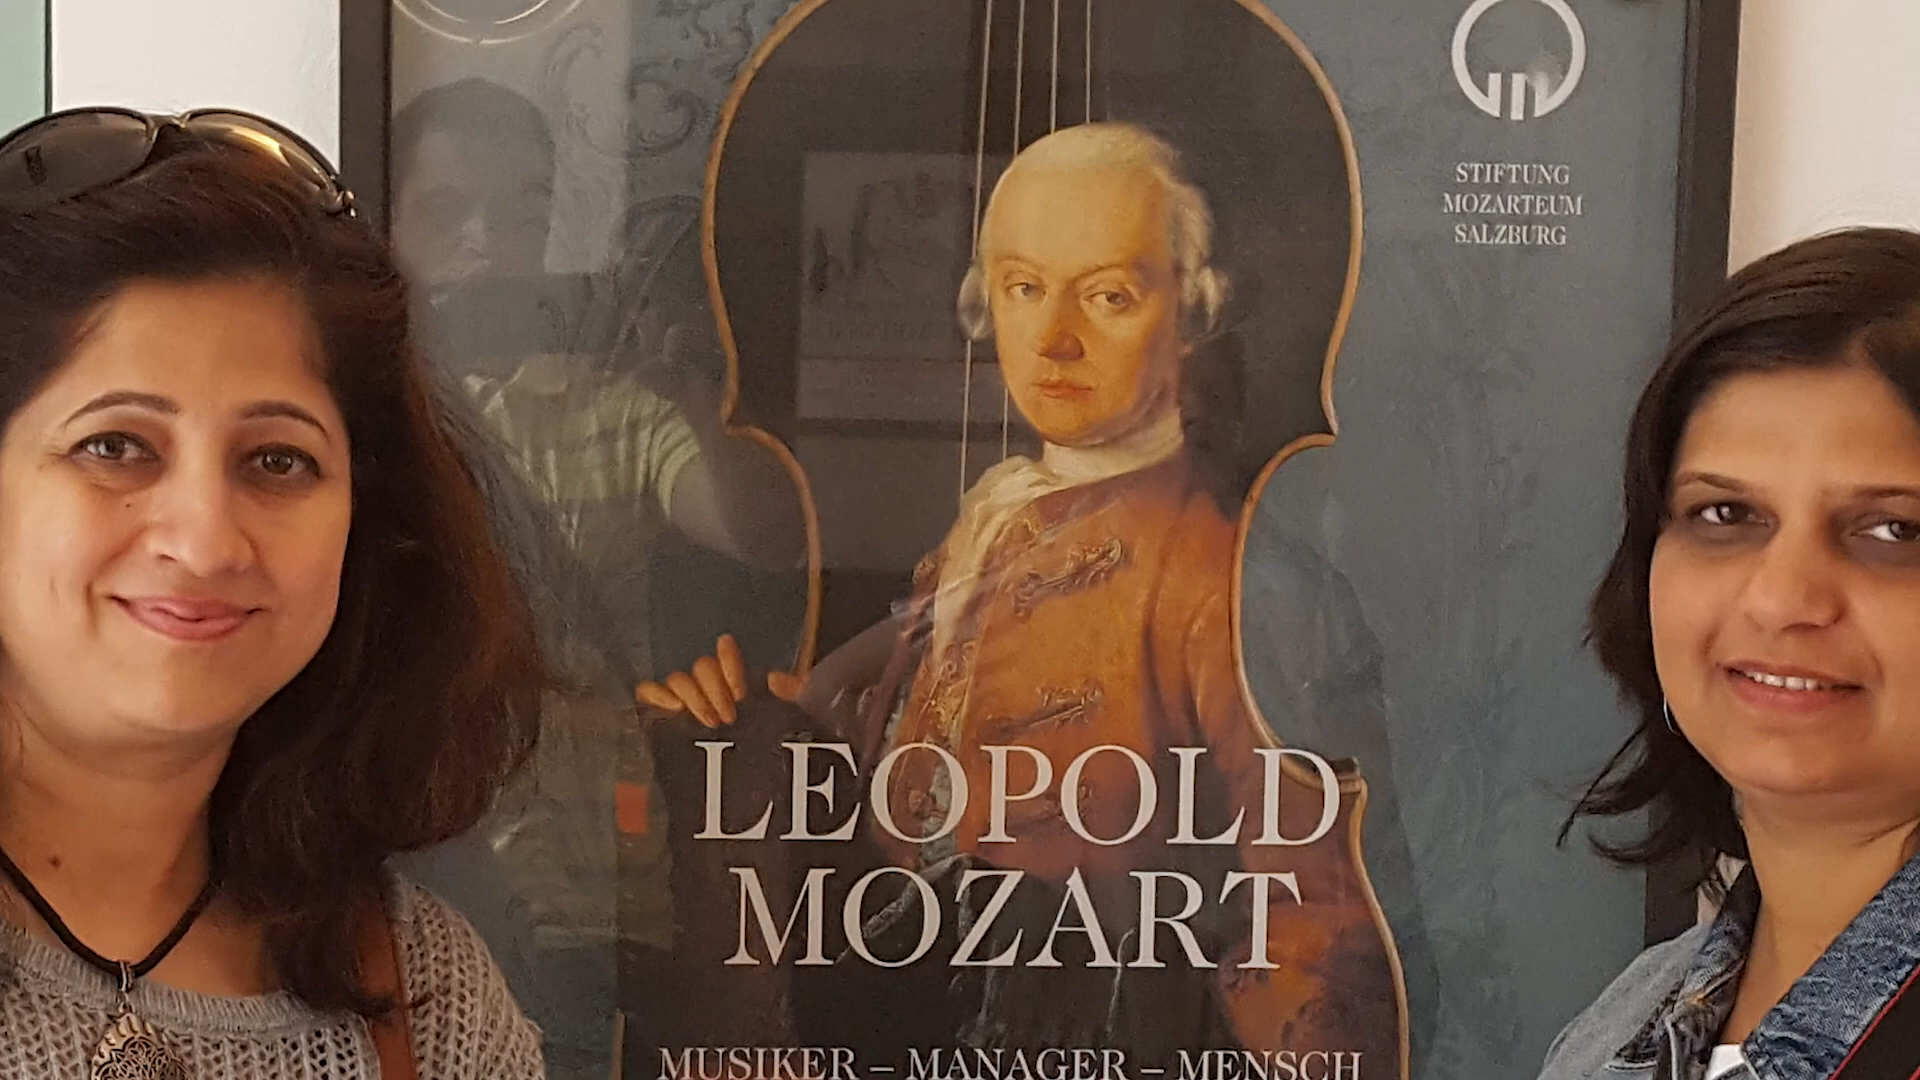 STIFTUNG
MOZARTEUM
SALZBURG
LEOPOLD
MOZART
MUSIKER – MANAGER – MENSCH